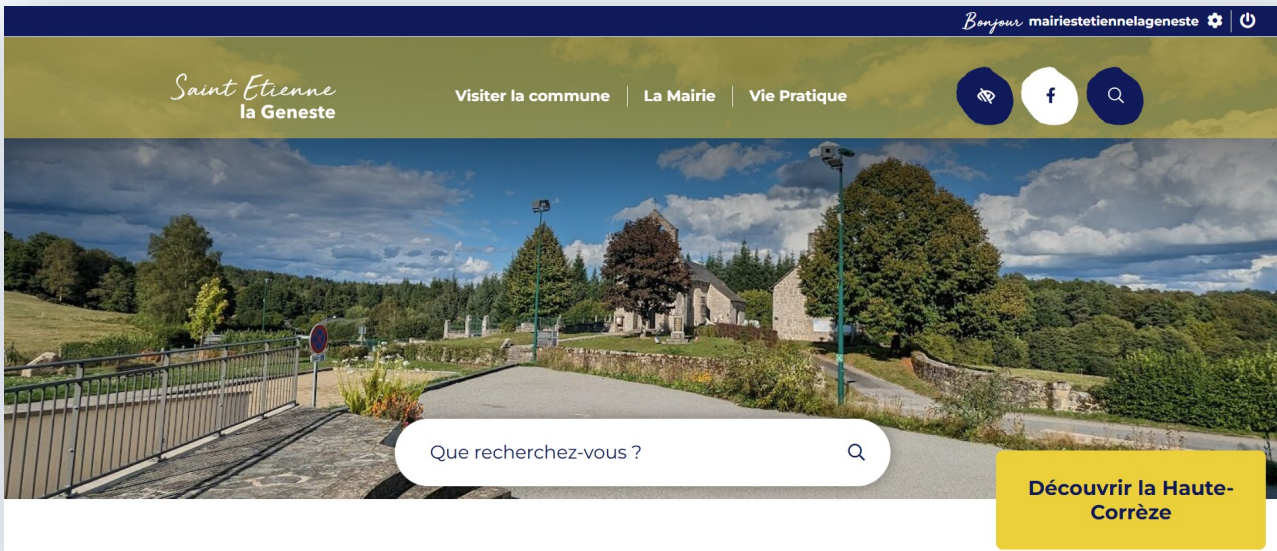 Bonjour mairiestetiennelageneste
Saint Etienne
la Geneste
Visiter la commune
La Mairie
Vie Pratique
f
Que recherchez-vous ?
Découvrir la Haute-
Corrèze